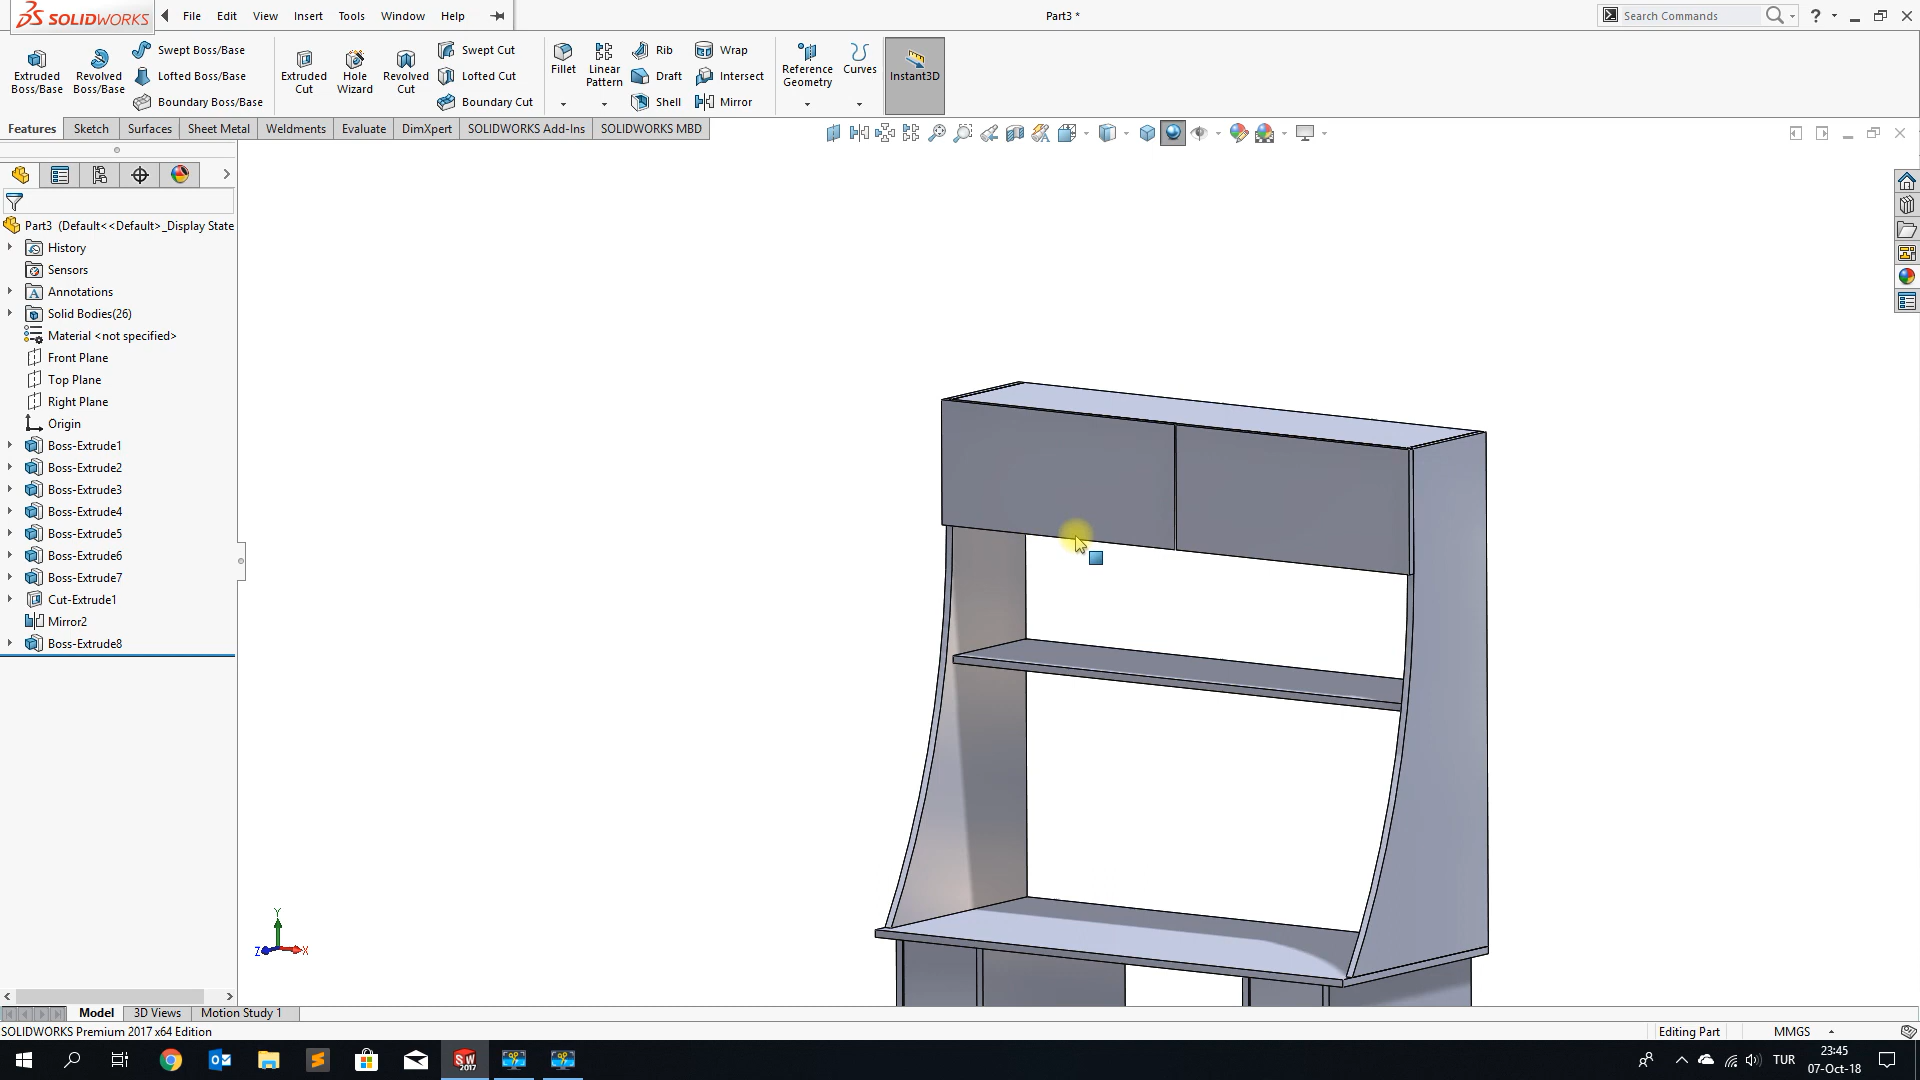 SOLIDWORKS File Edit View Insert Tools Window Help Part3 * Search Commands ?
Extruded Boss/Base
Revolved Boss/Base
Swept Boss/Base
Lofted Boss/Base
Boundary Boss/Base
Extruded Cut
Hole Wizard
Revolved Cut
Swept Cut
Lofted Cut
Boundary Cut
Fillet
Linear Pattern
Rib
Draft
Shell
Wrap
Intersect
Mirror
Reference Geometry
Curves
Instant3D
Features Sketch Surfaces Sheet Metal Weldments Evaluate DimXpert SOLIDWORKS Add-Ins SOLIDWORKS MBD
Part3 (Default<<Default>_Display State
History
Sensors
Annotations
Solid Bodies(26)
Material <not specified>
Front Plane
Top Plane
Right Plane
Origin
Boss-Extrude1
Boss-Extrude2
Boss-Extrude3
Boss-Extrude4
Boss-Extrude5
Boss-Extrude6
Boss-Extrude7
Cut-Extrude1
Mirror2
Boss-Extrude8
Y
Z X
Model 3D Views Motion Study 1
SOLIDWORKS Premium 2017 x64 Edition Editing Part MMGS
SW 2017 TUR 23:45
07-Oct-18